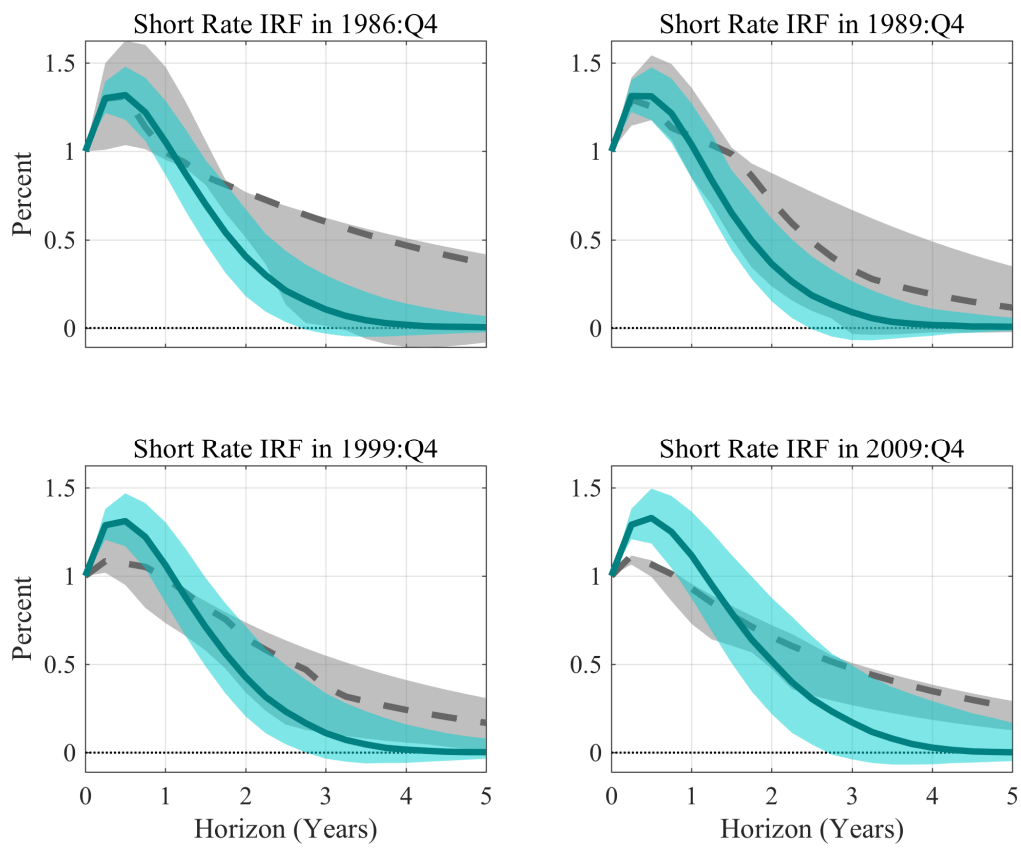 Short Rate IRF in 1986:Q4
1.5
1
0.5
0
Percent
Short Rate IRF in 1989:Q4
1.5
1
0.5
0
Short Rate IRF in 1999:Q4
1.5
1
0.5
0
Percent
0 1 2 3 4 5
Horizon (Years)
Short Rate IRF in 2009:Q4
1.5
1
0.5
0
0 1 2 3 4 5
Horizon (Years)